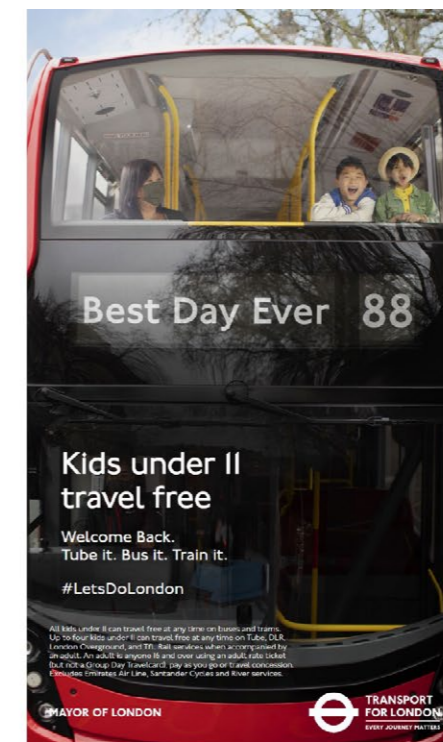 Best Day Ever 88
Kids under 11
travel free
Welcome Back.
Tube it. Bus it. Train it.
#LetsDoLondon
All kids under 11 can travel free at any time on buses and trams.
Up to four kids under 11 can travel free at any time on Tube, DLR,
London Overground, and TfL Rail services when accompanied by
an adult. An adult is anyone 18 and over using an adult rate ticket
(but not a Group Day Travelcard), pay as you go or travel concession.
Excludes Emirates Air Line, Santander Cycles and River services.
MAYOR OF LONDON
TRANSPORT
FOR LONDON
EVERY JOURNEY MATTERS